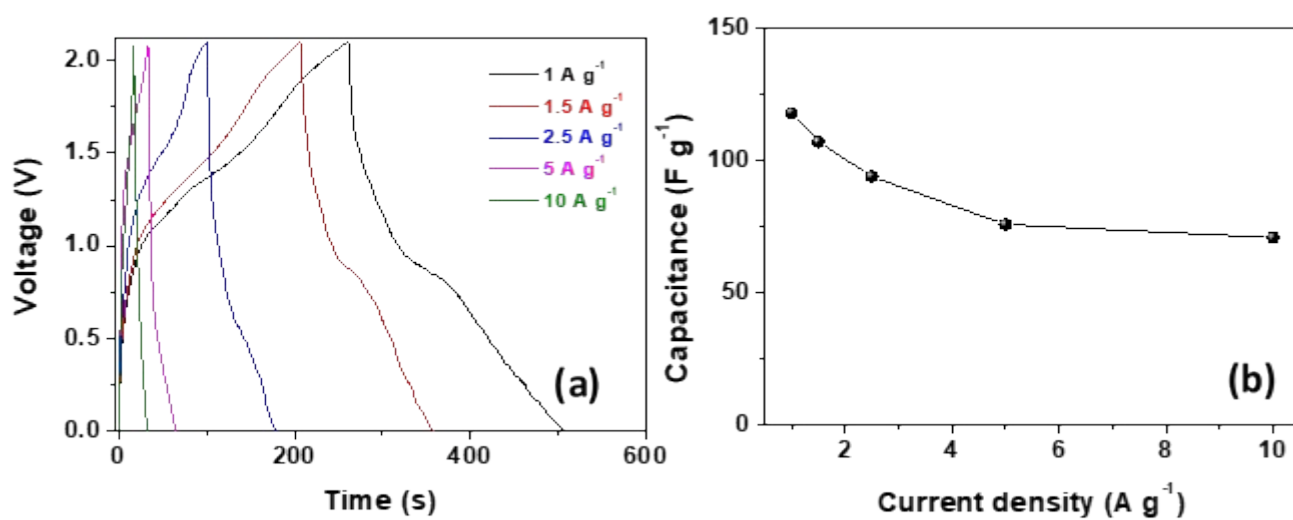 2.0
1.5
1.0
0.5
0.0
Voltage (V)
0
200
400
600
Time (s)
1 A g⁻¹
1.5 A g⁻¹
2.5 A g⁻¹
5 A g⁻¹
10 A g⁻¹
(a)
150
100
50
0
Capacitance (F g⁻¹)
2
4
6
8
10
Current density (A g⁻¹)
(b)